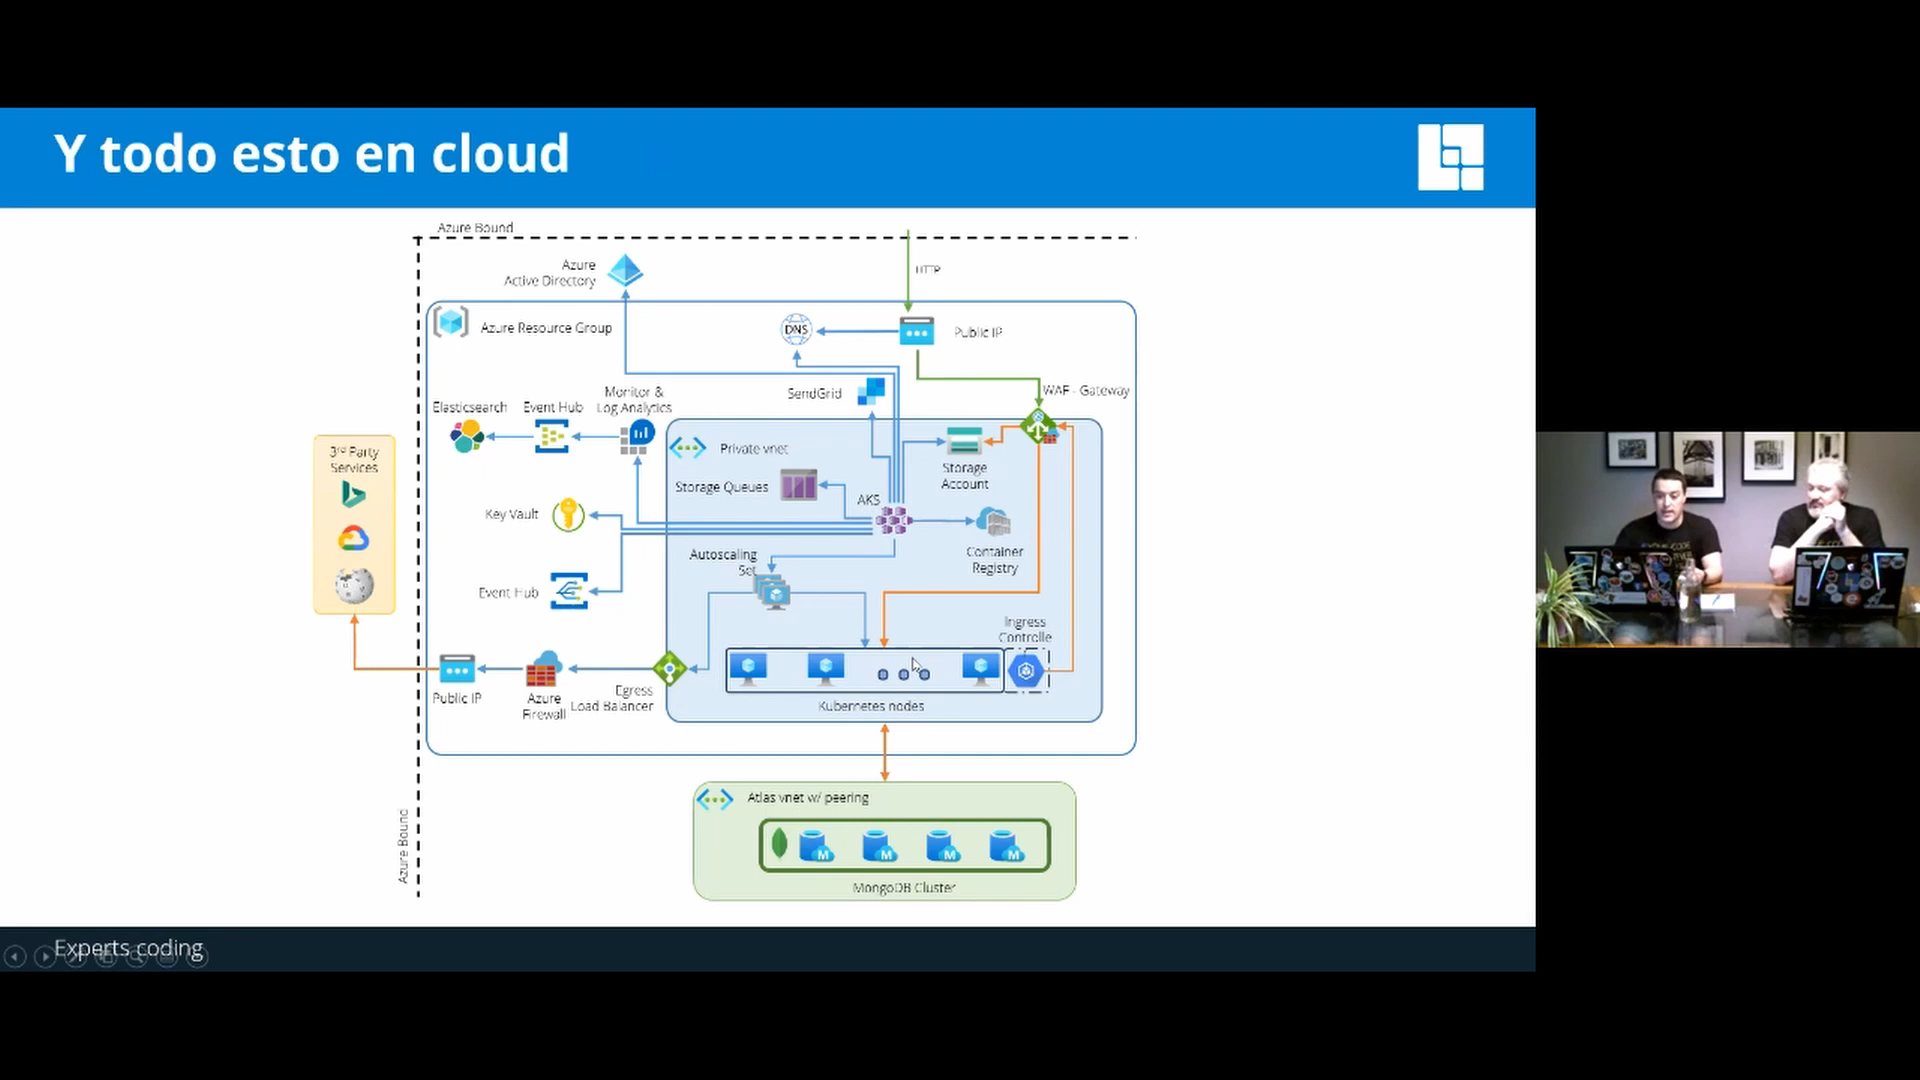 Y todo esto en cloud
Azure Bound
Azure
Active Directory
HTTP
Azure Resource Group
DNS
Public IP
SendGrid
WAF - Gateway
Elasticsearch
Event Hub
Monitor &
Log Analytics
3rd Party
Services
Private vnet
Storage Queues
AKS
Storage
Account
Key Vault
Autoscaling
Set
Container
Registry
Event Hub
Ingress
Controlle
Public IP
Azure
Firewall
Egress
Load Balancer
Kubernetes nodes
Azure Bound
Atlas vnet w/ peering
M
M
M
M
MongoDB Cluster
Experts coding